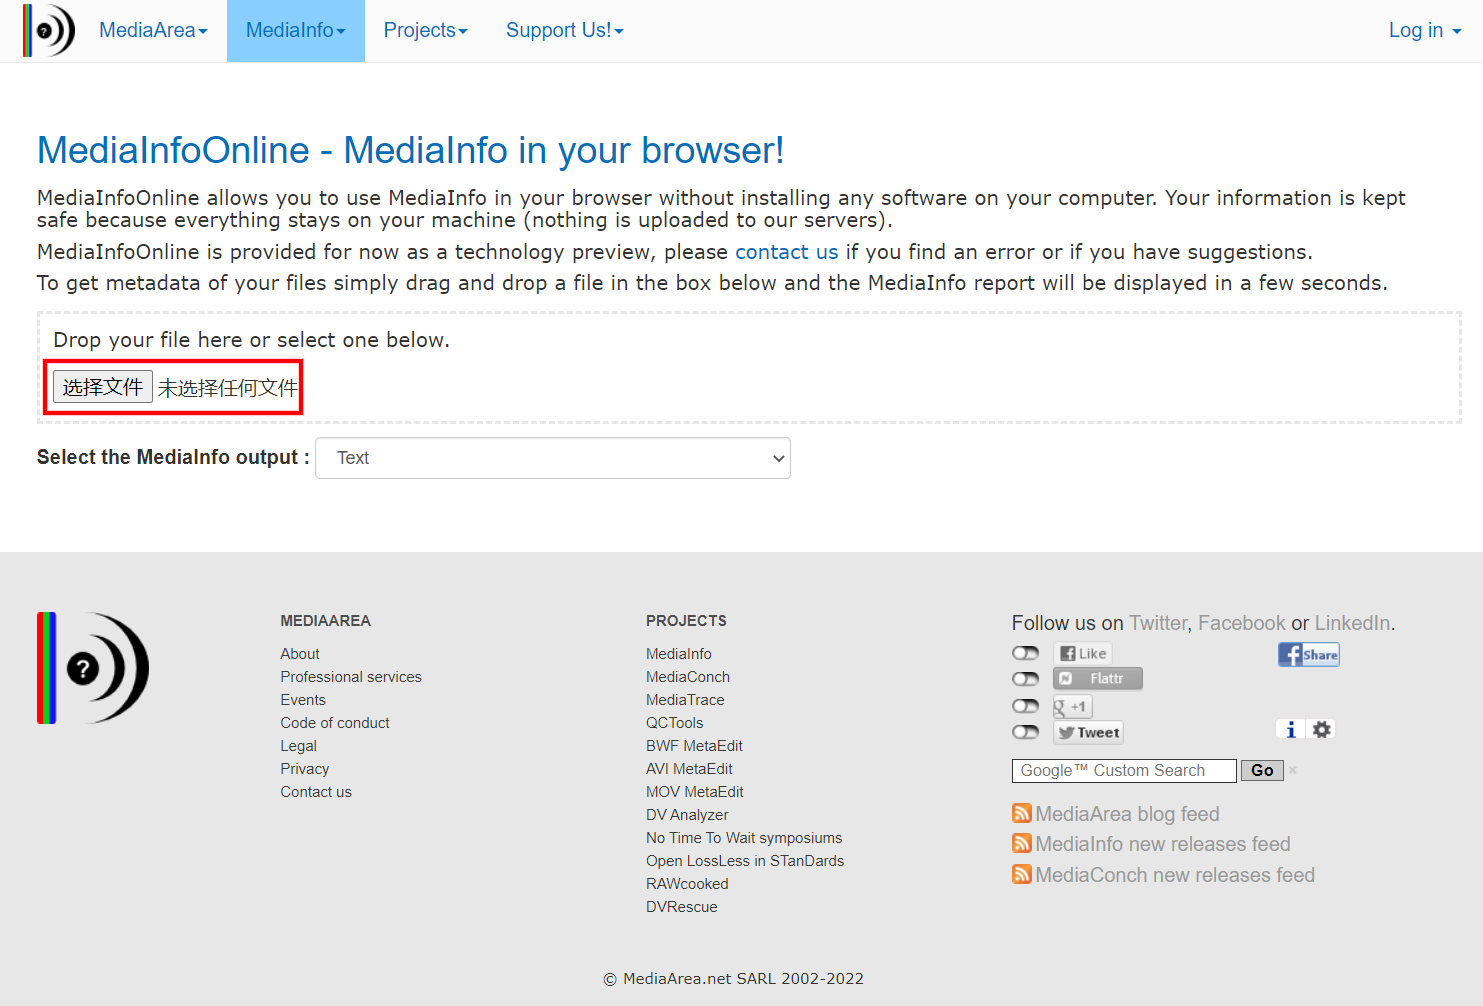 MediaArea MediaInfo Projects Support Us! Log in
MediaInfoOnline - MediaInfo in your browser!
MediaInfoOnline allows you to use MediaInfo in your browser without installing any software on your computer. Your information is kept
safe because everything stays on your machine (nothing is uploaded to our servers).
MediaInfoOnline is provided for now as a technology preview, please contact us if you find an error or if you have suggestions.
To get metadata of your files simply drag and drop a file in the box below and the MediaInfo report will be displayed in a few seconds.
Drop your file here or select one below.
选择文件 未选择任何文件
Select the MediaInfo output : Text
?
MEDIAAREA
About
Professional services
Events
Code of conduct
Legal
Privacy
Contact us
PROJECTS
MediaInfo
MediaConch
MediaTrace
QCTools
BWF MetaEdit
AVI MetaEdit
MOV MetaEdit
DV Analyzer
No Time To Wait symposiums
Open LossLess in STanDards
RAWcooked
DVRescue
Follow us on Twitter, Facebook or LinkedIn.
Like
Share
Flattr
g +1
Tweet
i
Google™ Custom Search Go ×
MediaArea blog feed
MediaInfo new releases feed
MediaConch new releases feed
© MediaArea.net SARL 2002-2022